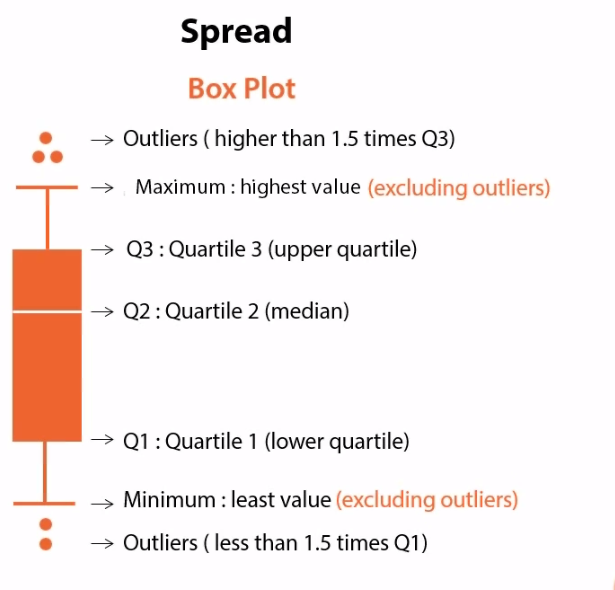 Spread
Box Plot
Outliers ( higher than 1.5 times Q3)
Maximum : highest value (excluding outliers)
Q3 : Quartile 3 (upper quartile)
Q2 : Quartile 2 (median)
Q1 : Quartile 1 (lower quartile)
Minimum : least value (excluding outliers)
Outliers ( less than 1.5 times Q1)